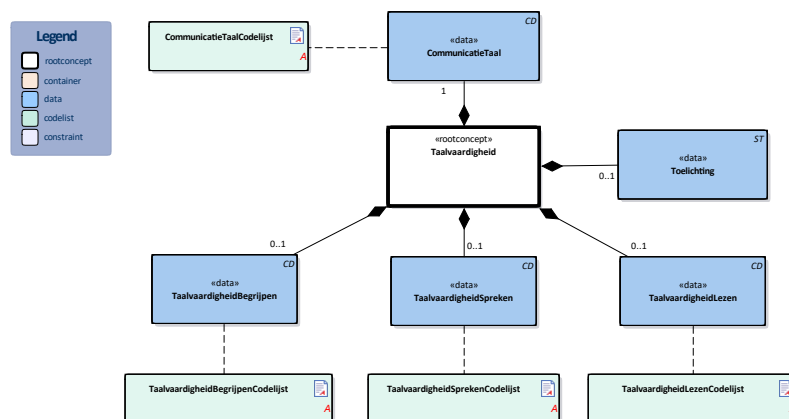 Legend
rootconcept
container
data
codelist
constraint
CommunicatieTaalCodelijst
A
CD
«data»
CommunicatieTaal
1
«rootconcept»
Taalvaardigheid
ST
«data»
Toelichting
0..1
0..1
0..1
0..1
CD
«data»
TaalvaardigheidBegrijpen
CD
«data»
TaalvaardigheidSpreken
CD
«data»
TaalvaardigheidLezen
TaalvaardigheidBegrijpenCodelijst
A
TaalvaardigheidSprekenCodelijst
A
TaalvaardigheidLezenCodelijst
A